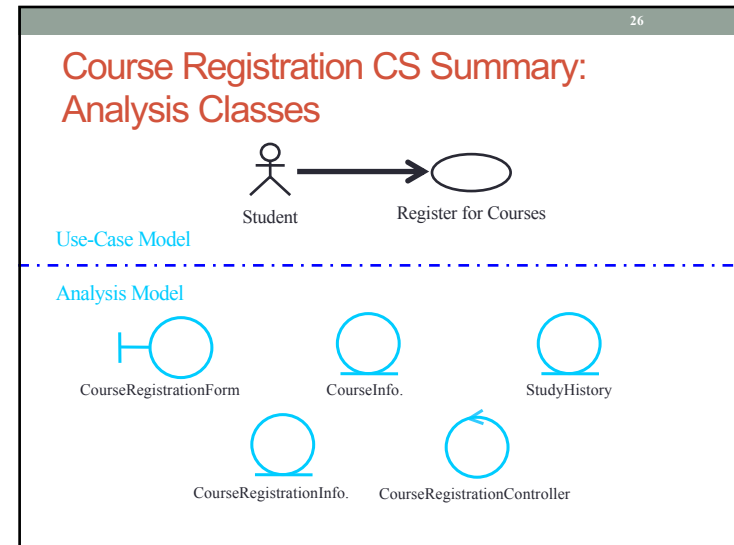 26
Course Registration CS Summary:
Analysis Classes
Student
Register for Courses
Use-Case Model
Analysis Model
CourseRegistrationForm
CourseInfo.
StudyHistory
CourseRegistrationInfo.
CourseRegistrationController